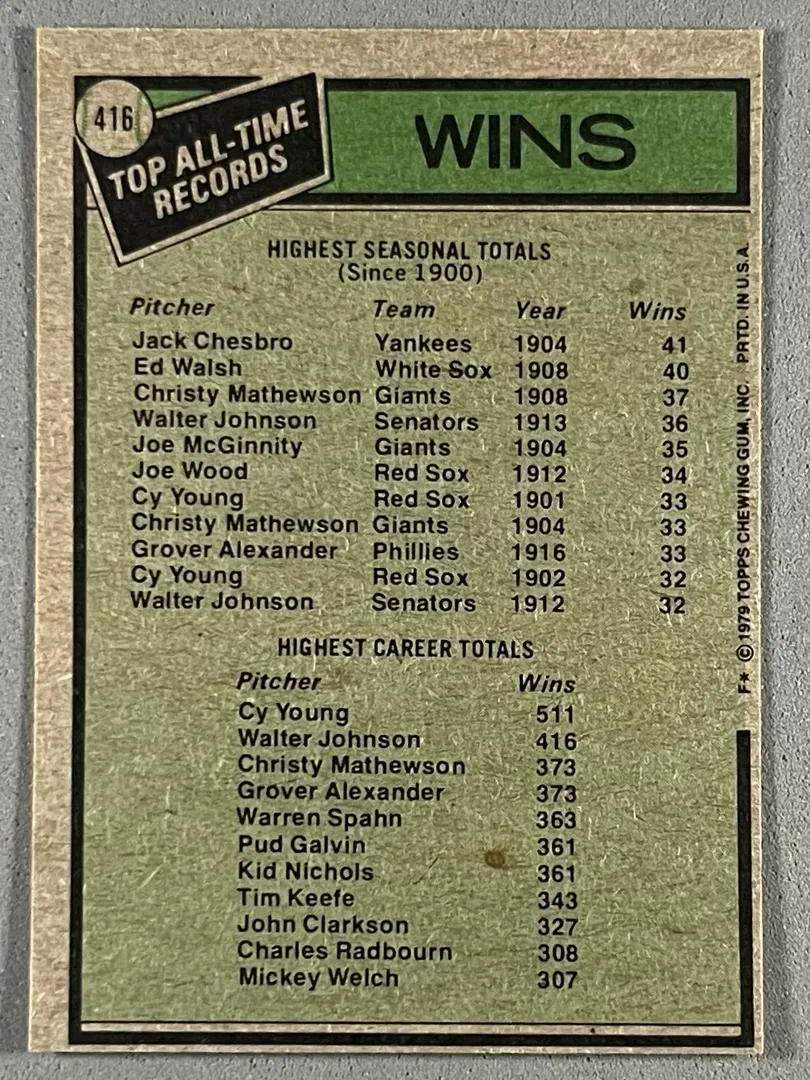 416
TOP ALL-TIME
RECORDS
WINS
HIGHEST SEASONAL TOTALS
(Since 1900)
Pitcher Team Year Wins
Jack Chesbro Yankees 1904 41
Ed Walsh White Sox 1908 40
Christy Mathewson Giants 1908 37
Walter Johnson Senators 1913 36
Joe McGinnity Giants 1904 35
Joe Wood Red Sox 1912 34
Cy Young Red Sox 1901 33
Christy Mathewson Giants 1904 33
Grover Alexander Phillies 1916 33
Cy Young Red Sox 1902 32
Walter Johnson Senators 1912 32
HIGHEST CAREER TOTALS
Pitcher Wins
Cy Young 511
Walter Johnson 416
Christy Mathewson 373
Grover Alexander 373
Warren Spahn 363
Pud Galvin 361
Kid Nichols 361
Tim Keefe 343
John Clarkson 327
Charles Radbourn 308
Mickey Welch 307
F* © 1979 TOPPS CHEWING GUM, INC. PRTD. IN U.S.A.